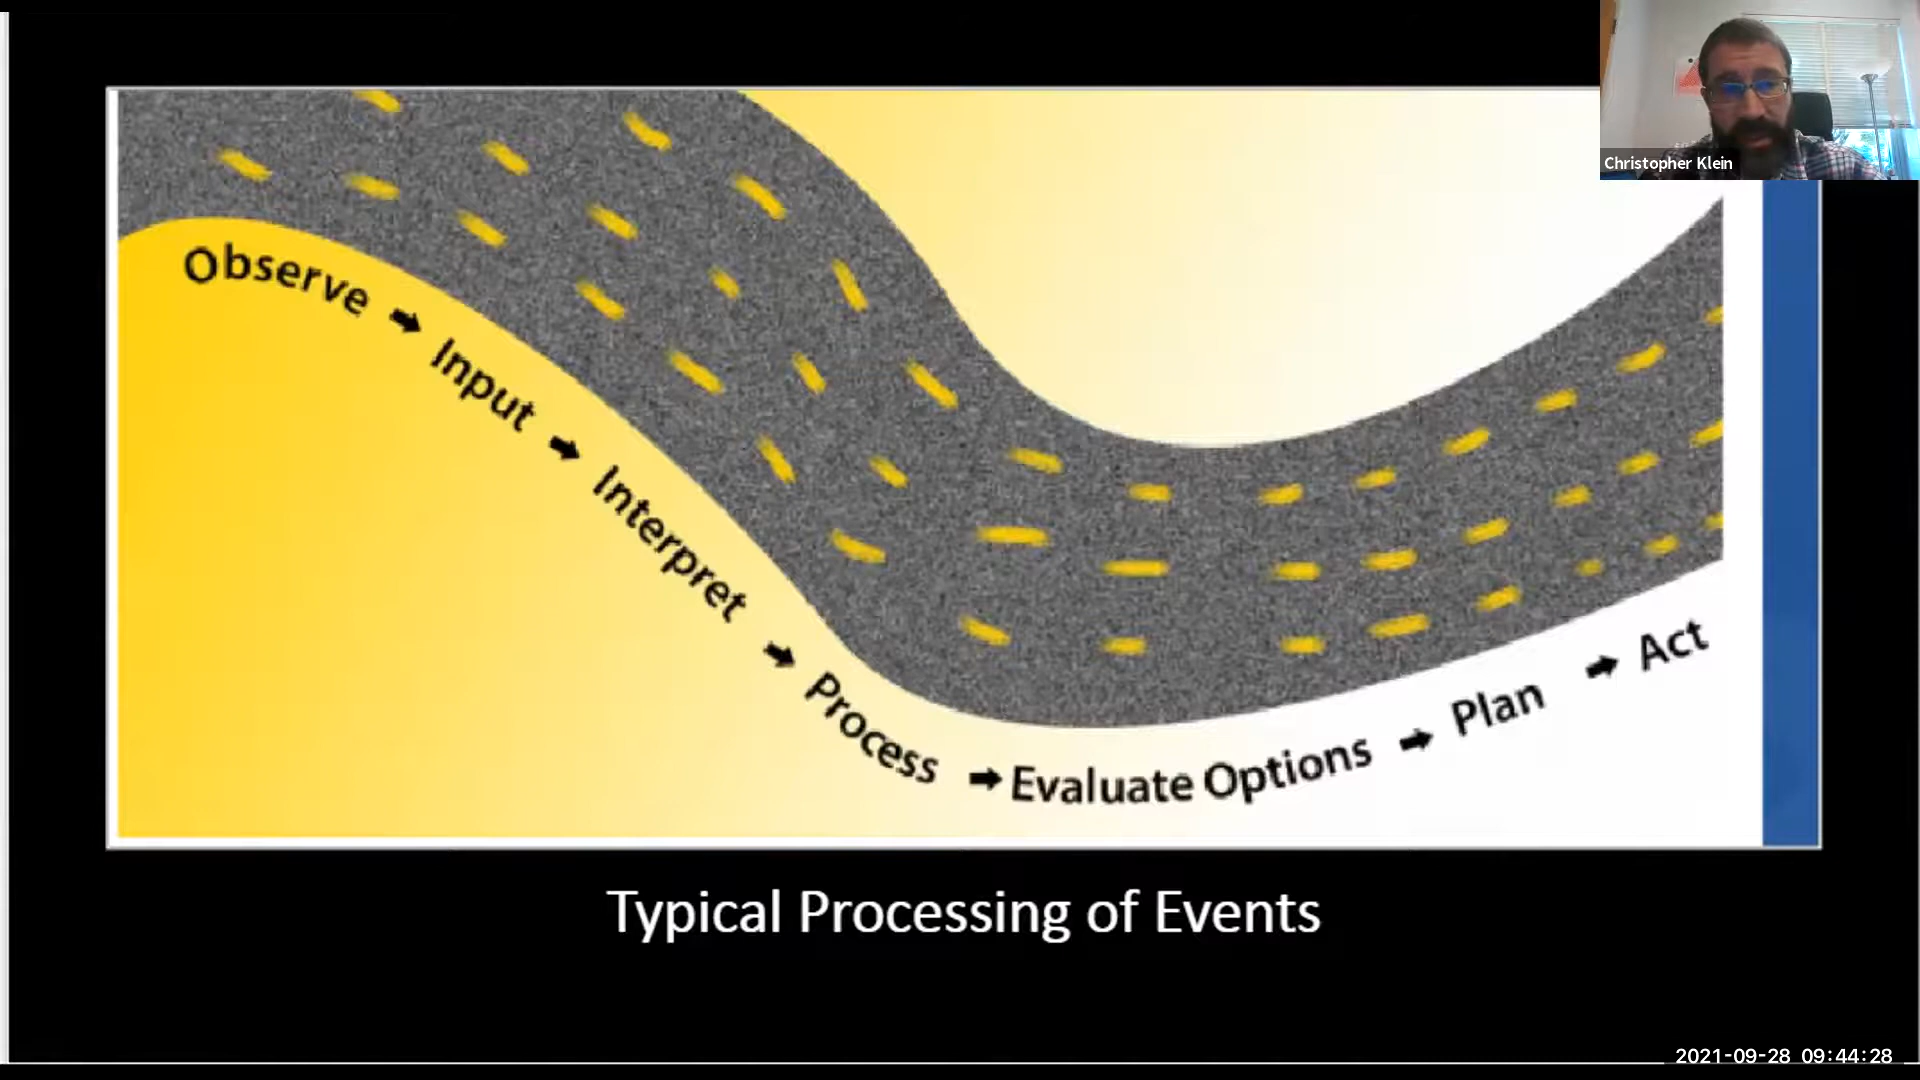 Christopher Klein
Observe ➡ Input ➡ Interpret ➡ Process ➡ Evaluate Options ➡ Plan ➡ Act
Typical Processing of Events
2021-09-28 09:44:28